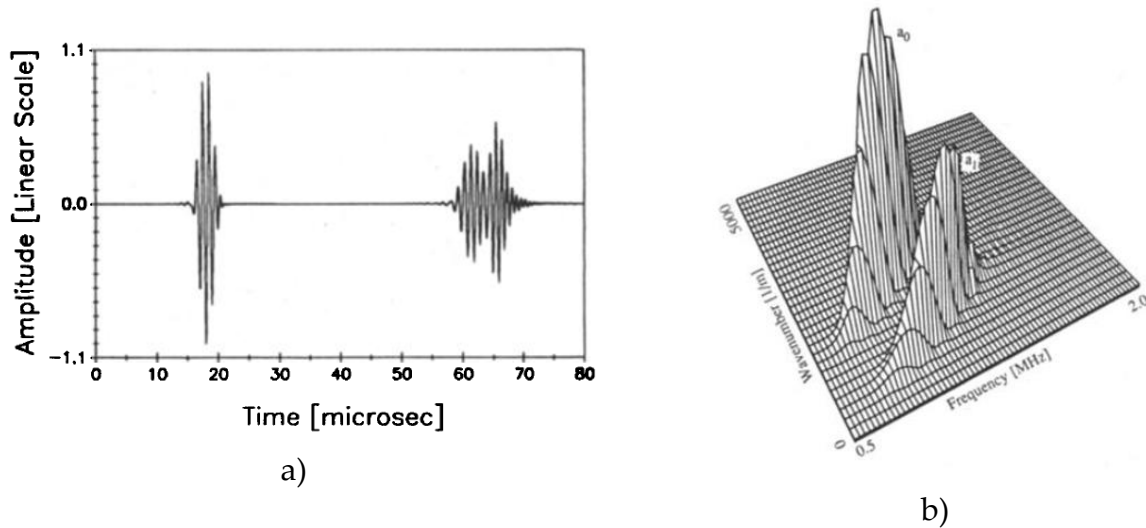 1.1
0.0
-1.1
Amplitude [Linear Scale]
0 10 20 30 40 50 60 70 80
Time [microsec]
a)
a0
a1
5000
Wavenumber [1/m]
0
0.5
Frequency [MHz]
2.0
b)